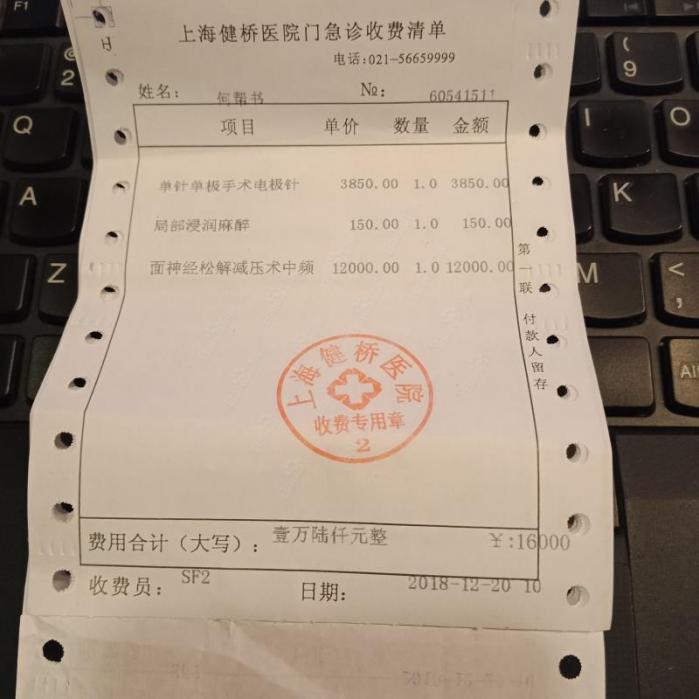 上海健桥医院门急诊收费清单
电话:021-56659999
姓名: 何帮书 №: 60541511
项目 单价 数量 金额
单针单极手术电极针 3850.00 1.0 3850.00
局部浸润麻醉 150.00 1.0 150.00
面神经松解减压术中频 12000.00 1.0 12000.00
第一联 付款人留存
上海健桥医院
收费专用章
2
费用合计(大写): 壹万陆仟元整 ¥:16000
收费员: SF2 日期: 2018-12-20 10
F1
2
Q
A
Z
9
I
O
K
M
<
,
Alt